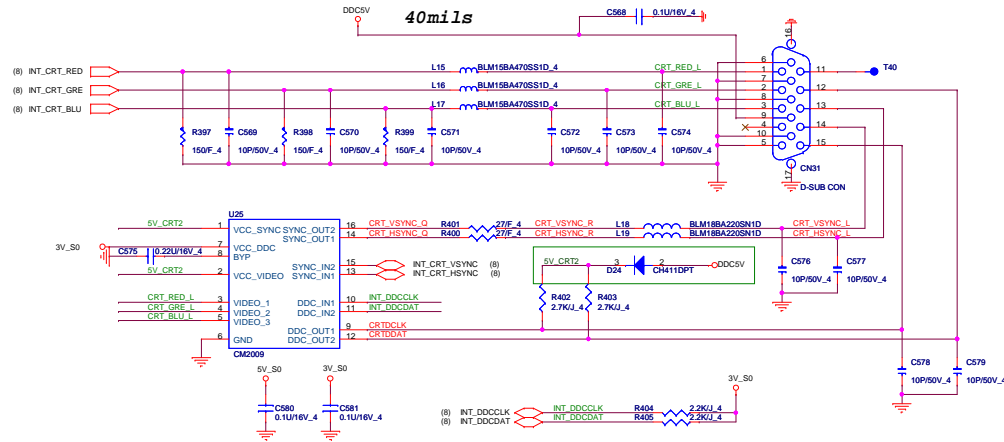 DDC5V
40mils
C568
0.1U/16V_4
16
(8) INT_CRT_RED
L15
BLM15BA470SS1D_4
CRT_RED_L
6
1
11
T40
(8) INT_CRT_GRE
L16
BLM15BA470SS1D_4
CRT_GRE_L
7
2
12
(8) INT_CRT_BLU
L17
BLM15BA470SS1D_4
CRT_BLU_L
8
3
13
9
4
14
10
5
15
R397
150/F_4
C569
10P/50V_4
R398
150/F_4
C570
10P/50V_4
R399
150/F_4
C571
10P/50V_4
C572
10P/50V_4
C573
10P/50V_4
C574
10P/50V_4
17
CN31
D-SUB CON
U25
5V_CRT2
1
VCC_SYNC
SYNC_OUT2
16
CRT_VSYNC_Q
R401
27/F_4
CRT_VSYNC_R
L18
BLM18BA220SN1D
CRT_VSYNC_L
SYNC_OUT1
14
CRT_HSYNC_Q
R400
27/F_4
CRT_HSYNC_R
L19
BLM18BA220SN1D
CRT_HSYNC_L
3V_S0
7
VCC_DDC
C575
0.22U/16V_4
8
BYP
SYNC_IN2
15
INT_CRT_VSYNC
(8)
5V_CRT2
2
VCC_VIDEO
SYNC_IN1
13
INT_CRT_HSYNC
(8)
5V_CRT2
3
2
DDC5V
D24
CH411DPT
C576
10P/50V_4
C577
10P/50V_4
CRT_RED_L
3
VIDEO_1
DDC_IN1
10
INT_DDCCLK
CRT_GRE_L
4
VIDEO_2
DDC_IN2
11
INT_DDCDAT
CRT_BLU_L
5
VIDEO_3
R402
2.7K/J_4
R403
2.7K/J_4
DDC_OUT1
9
CRTDCLK
6
GND
DDC_OUT2
12
CRTDDAT
CM2009
C578
10P/50V_4
C579
10P/50V_4
5V_S0
C580
0.1U/16V_4
3V_S0
C581
0.1U/16V_4
3V_S0
(8) INT_DDCCLK
INT_DDCCLK
R404
2.2K/J_4
(8) INT_DDCDAT
INT_DDCDAT
R405
2.2K/J_4